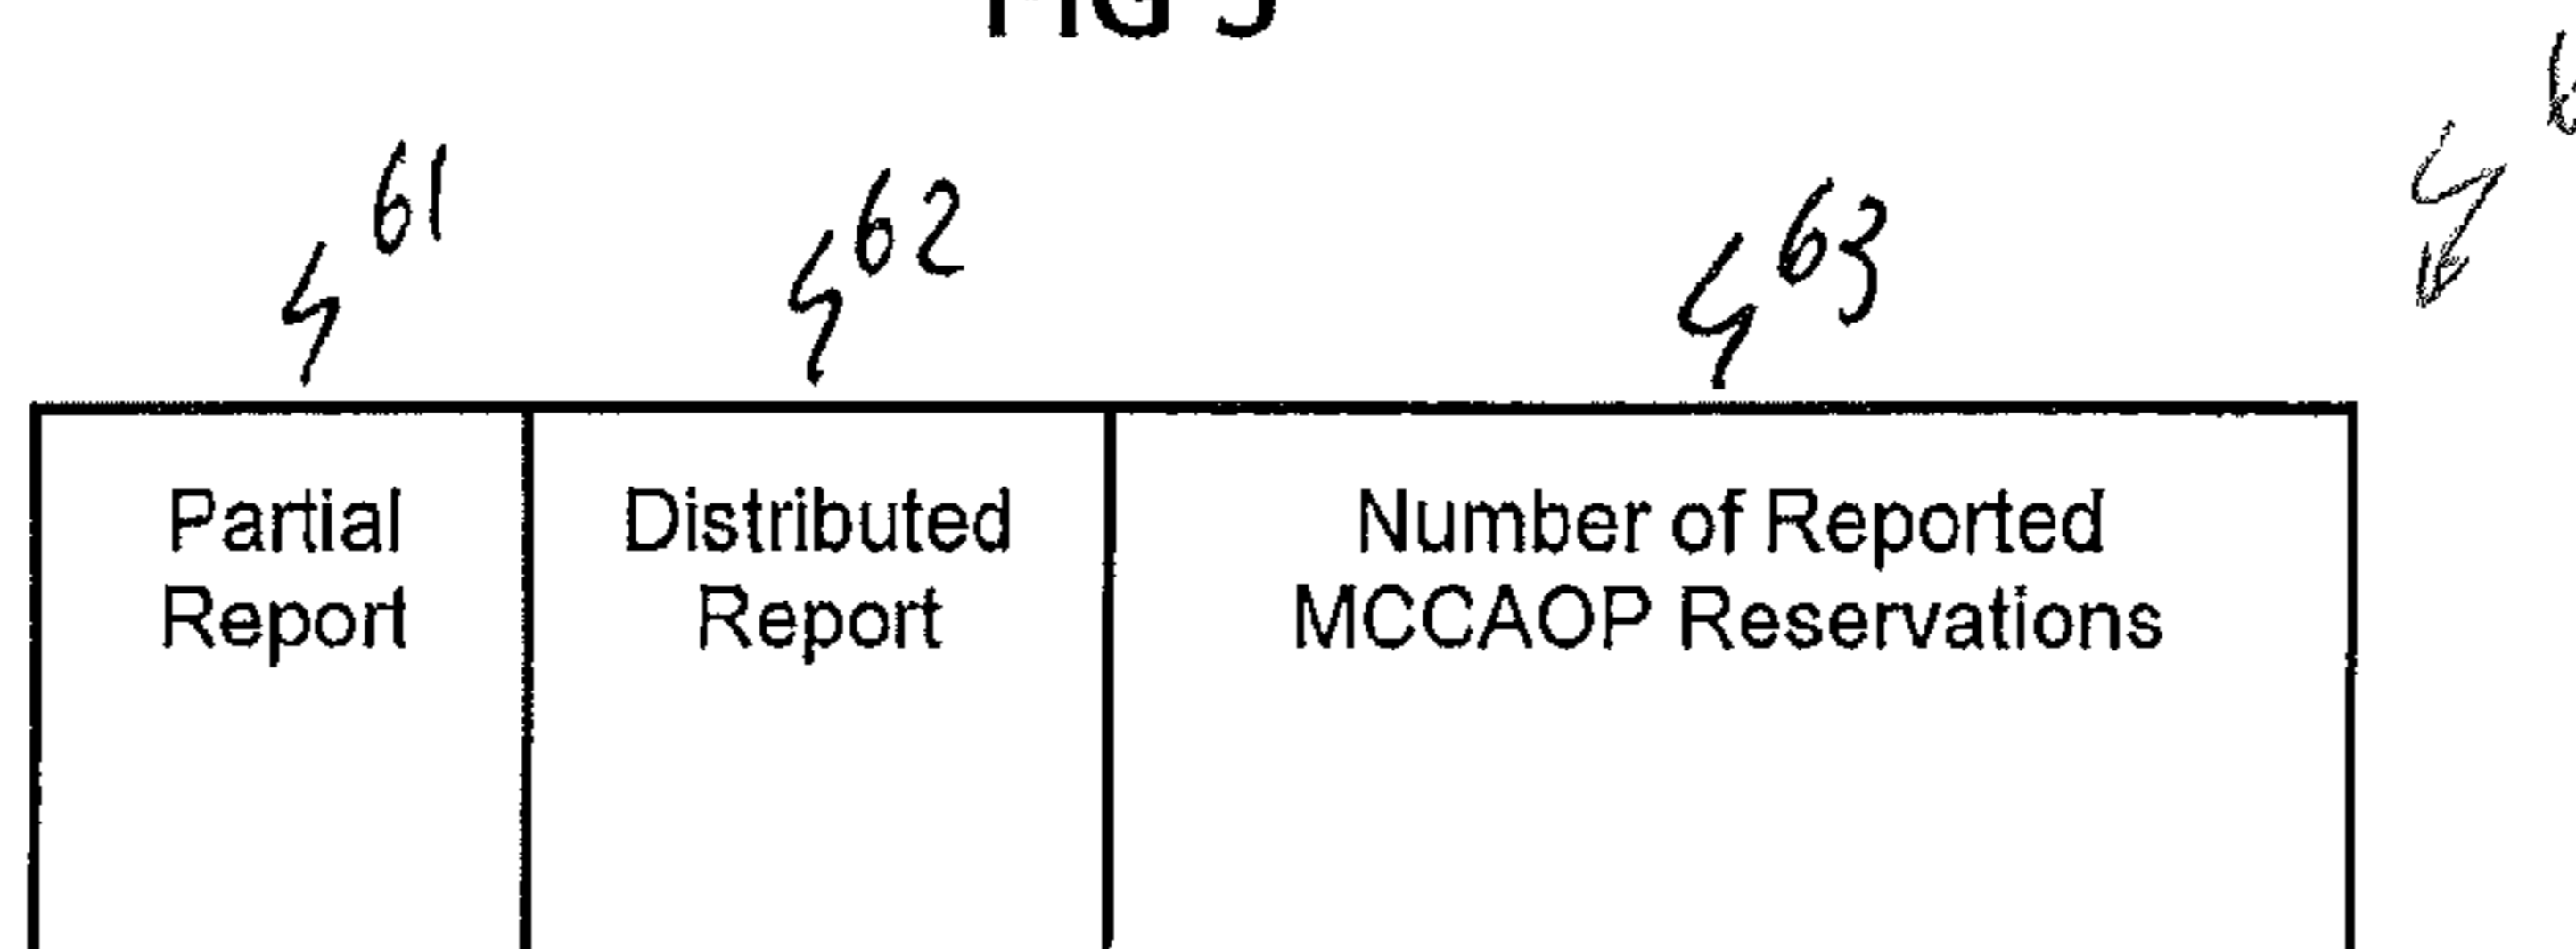 61
62
63
Partial
Report
Distributed
Report
Number of Reported
MCCAOP Reservations